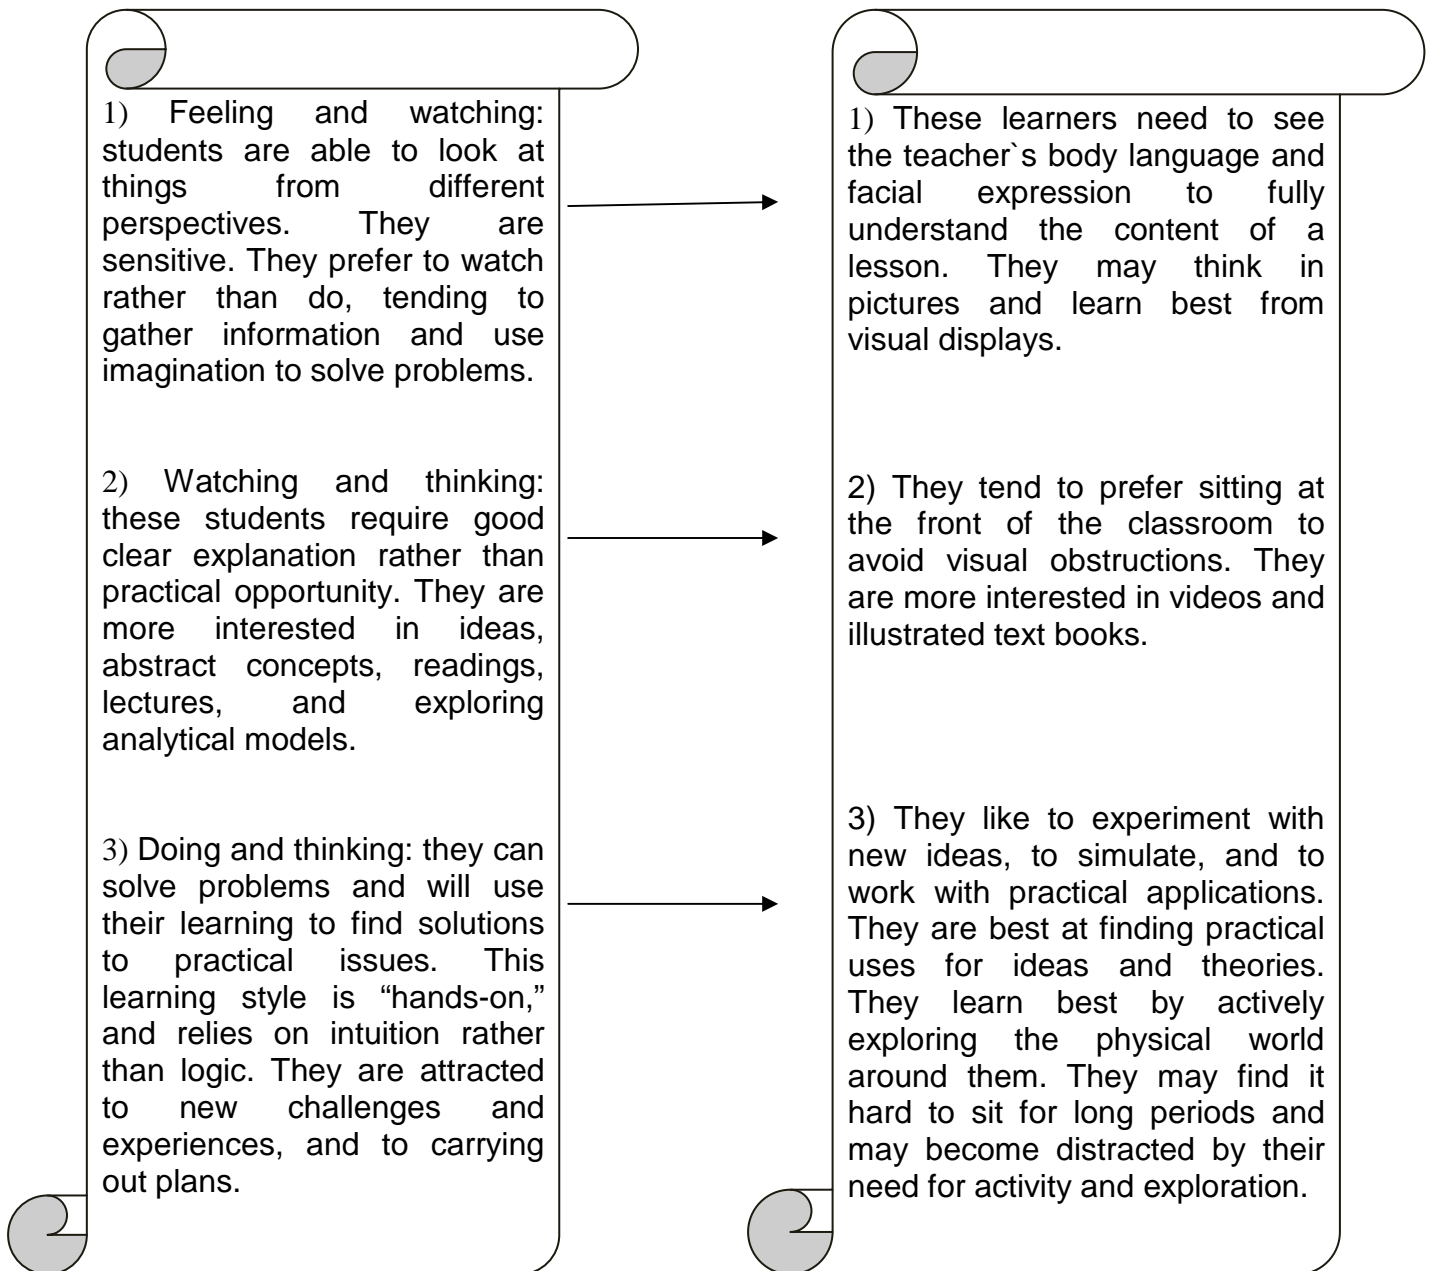 1) Feeling and watching:
students are able to look at
things from different
perspectives. They are
sensitive. They prefer to watch
rather than do, tending to
gather information and use
imagination to solve problems.
2) Watching and thinking:
these students require good
clear explanation rather than
practical opportunity. They are
more interested in ideas,
abstract concepts, readings,
lectures, and exploring
analytical models.
3) Doing and thinking: they can
solve problems and will use
their learning to find solutions
to practical issues. This
learning style is “hands-on,”
and relies on intuition rather
than logic. They are attracted
to new challenges and
experiences, and to carrying
out plans.
1) These learners need to see
the teacher`s body language and
facial expression to fully
understand the content of a
lesson. They may think in
pictures and learn best from
visual displays.
2) They tend to prefer sitting at
the front of the classroom to
avoid visual obstructions. They
are more interested in videos and
illustrated text books.
3) They like to experiment with
new ideas, to simulate, and to
work with practical applications.
They are best at finding practical
uses for ideas and theories.
They learn best by actively
exploring the physical world
around them. They may find it
hard to sit for long periods and
may become distracted by their
need for activity and exploration.